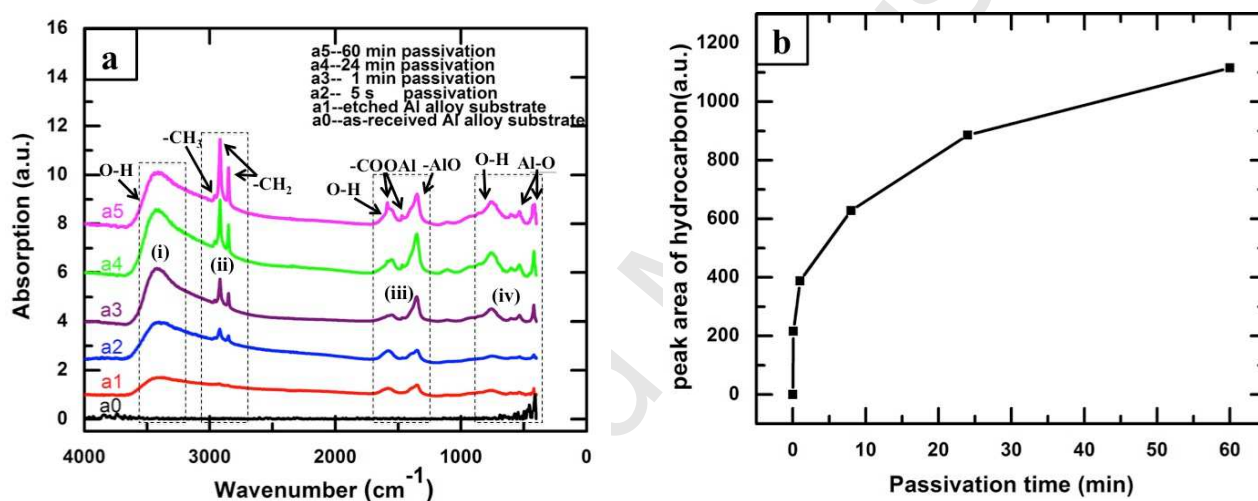 a
16
14
12
10
8
6
4
2
0
Absorption (a.u.)
a5--60 min passivation
a4--24 min passivation
a3-- 1 min passivation
a2-- 5 s passivation
a1--etched Al alloy substrate
a0--as-received Al alloy substrate
-CH3
O-H
-CH2
-COOAl
-AlO
O-H
O-H
Al-O
a5
a4
a3
a2
a1
a0
(i)
(ii)
(iii)
(iv)
4000 3000 2000 1000 0
Wavenumber (cm-1)
b
1200
1000
800
600
400
200
0
peak area of hydrocarbon(a.u.)
0 10 20 30 40 50 60
Passivation time (min)